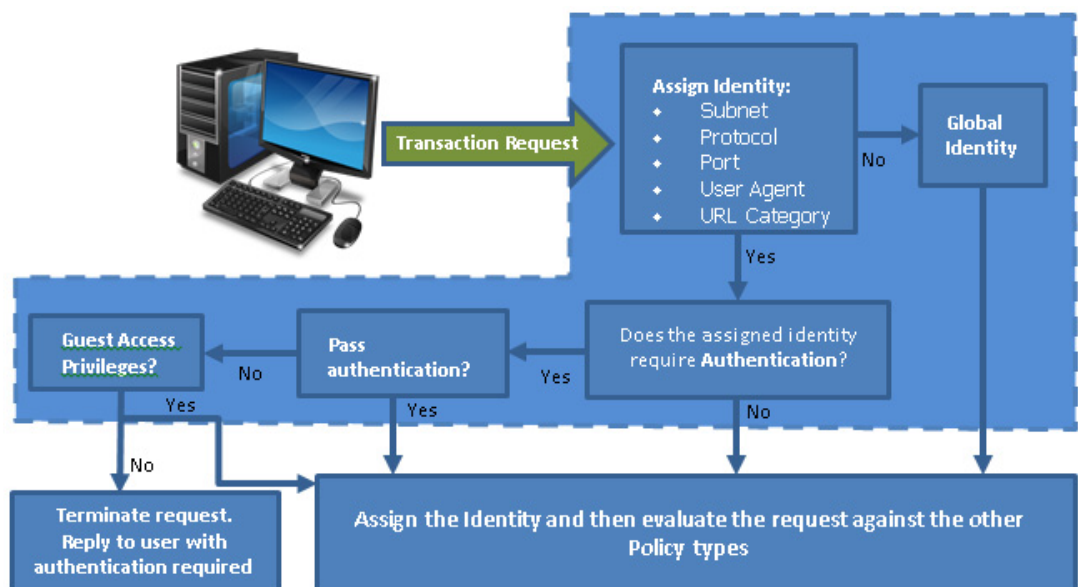 Transaction Request
Assign Identity:
Subnet
Protocol
Port
User Agent
URL Category
No
Global
Identity
Yes
Does the assigned identity
require Authentication?
Yes
Pass
authentication?
No
Guest Access
Privileges?
Yes
Yes
No
No
Terminate request.
Reply to user with
authentication required
Assign the Identity and then evaluate the request against the other
Policy types